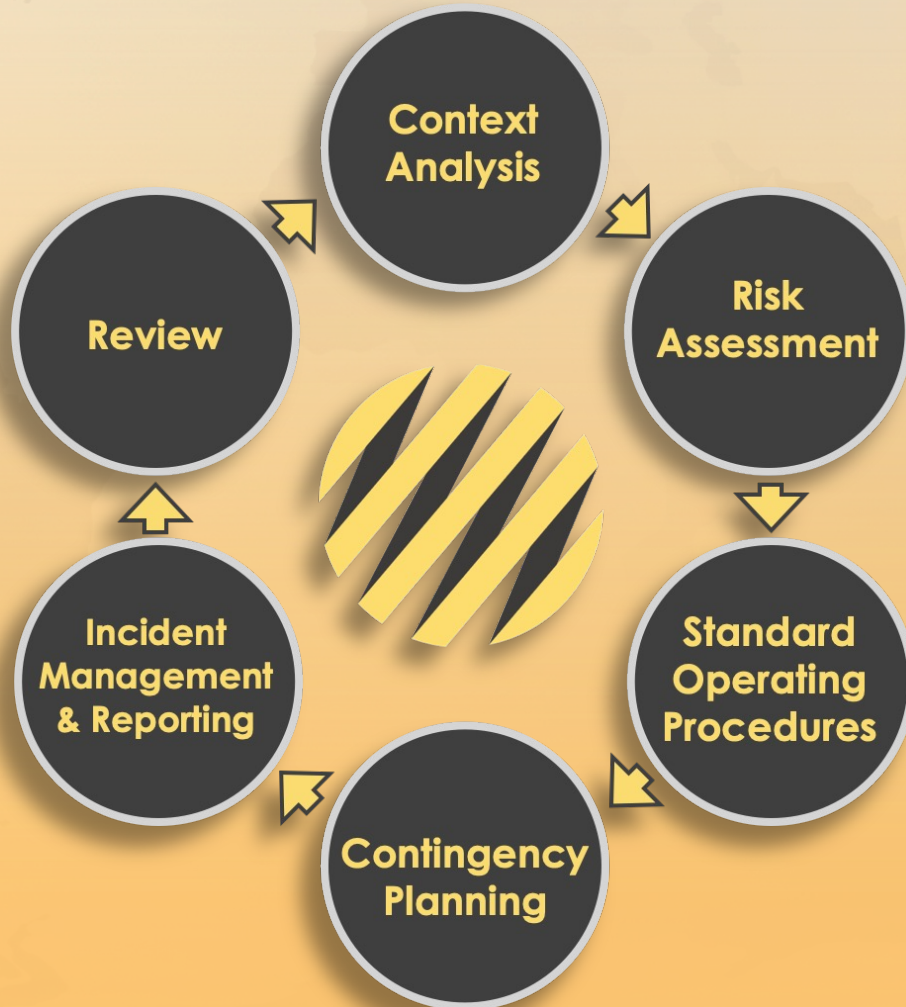 Context
Analysis
Risk
Assessment
Standard
Operating
Procedures
Contingency
Planning
Incident
Management
& Reporting
Review